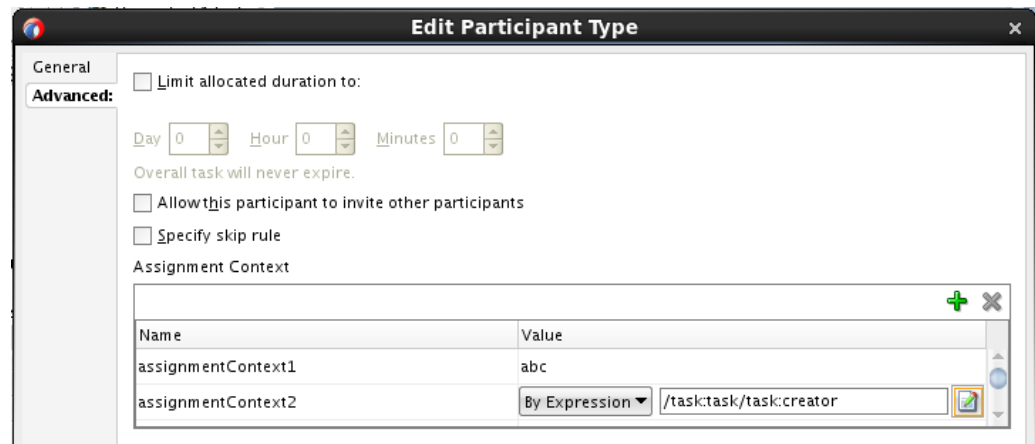 Edit Participant Type
General
Advanced:
Limit allocated duration to:
Day 0 Hour 0 Minutes 0
Overall task will never expire.
Allow this participant to invite other participants
Specify skip rule
Assignment Context
Name Value
assignmentContext1 abc
assignmentContext2 By Expression /task:task/task:creator